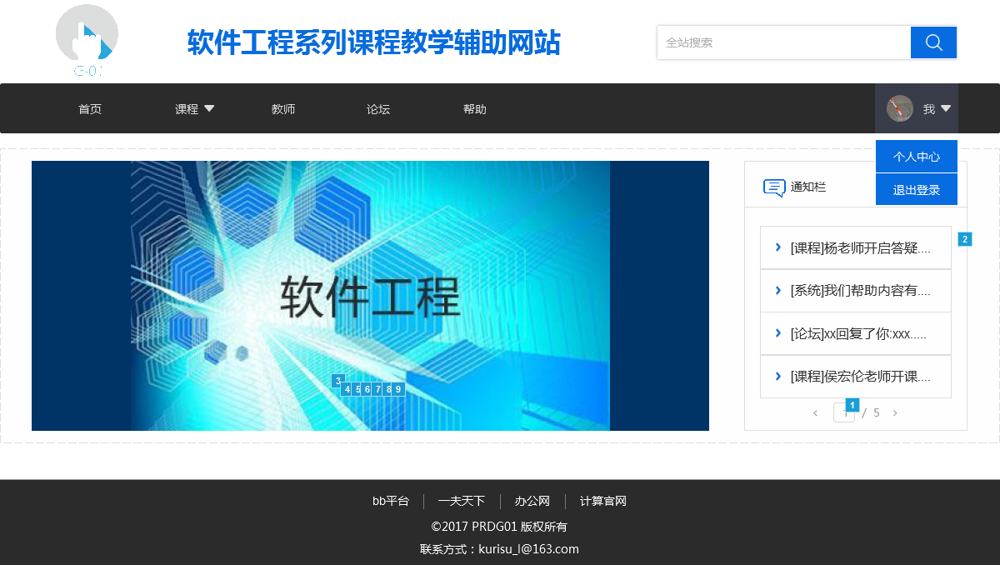 G-01
软件工程系列课程教学辅助网站
全站搜索
首页 课程 教师 论坛 帮助 我
个人中心
退出登录
通知栏
软件工程
[课程]杨老师开启答疑....
[系统]我们帮助内容有....
[论坛]xx回复了你:xxx.....
[课程]侯宏伦老师开课....
2
3
4 5 6 7 8 9
1
1 / 5
bb平台 一夫天下 办公网 计算官网
©2017 PRDG01 版权所有
联系方式：kurisu_l@163.com